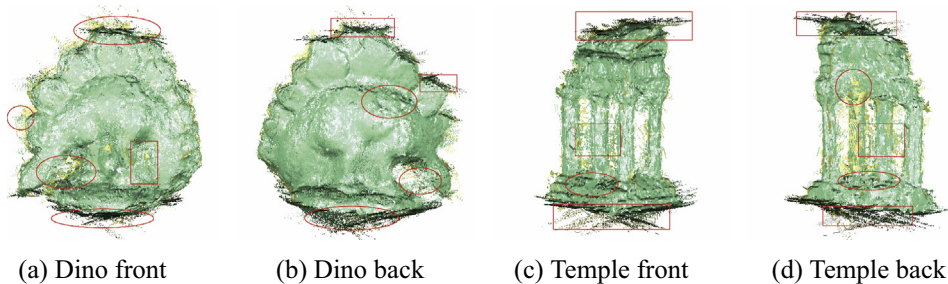 (a) Dino front
(b) Dino back
(c) Temple front
(d) Temple back